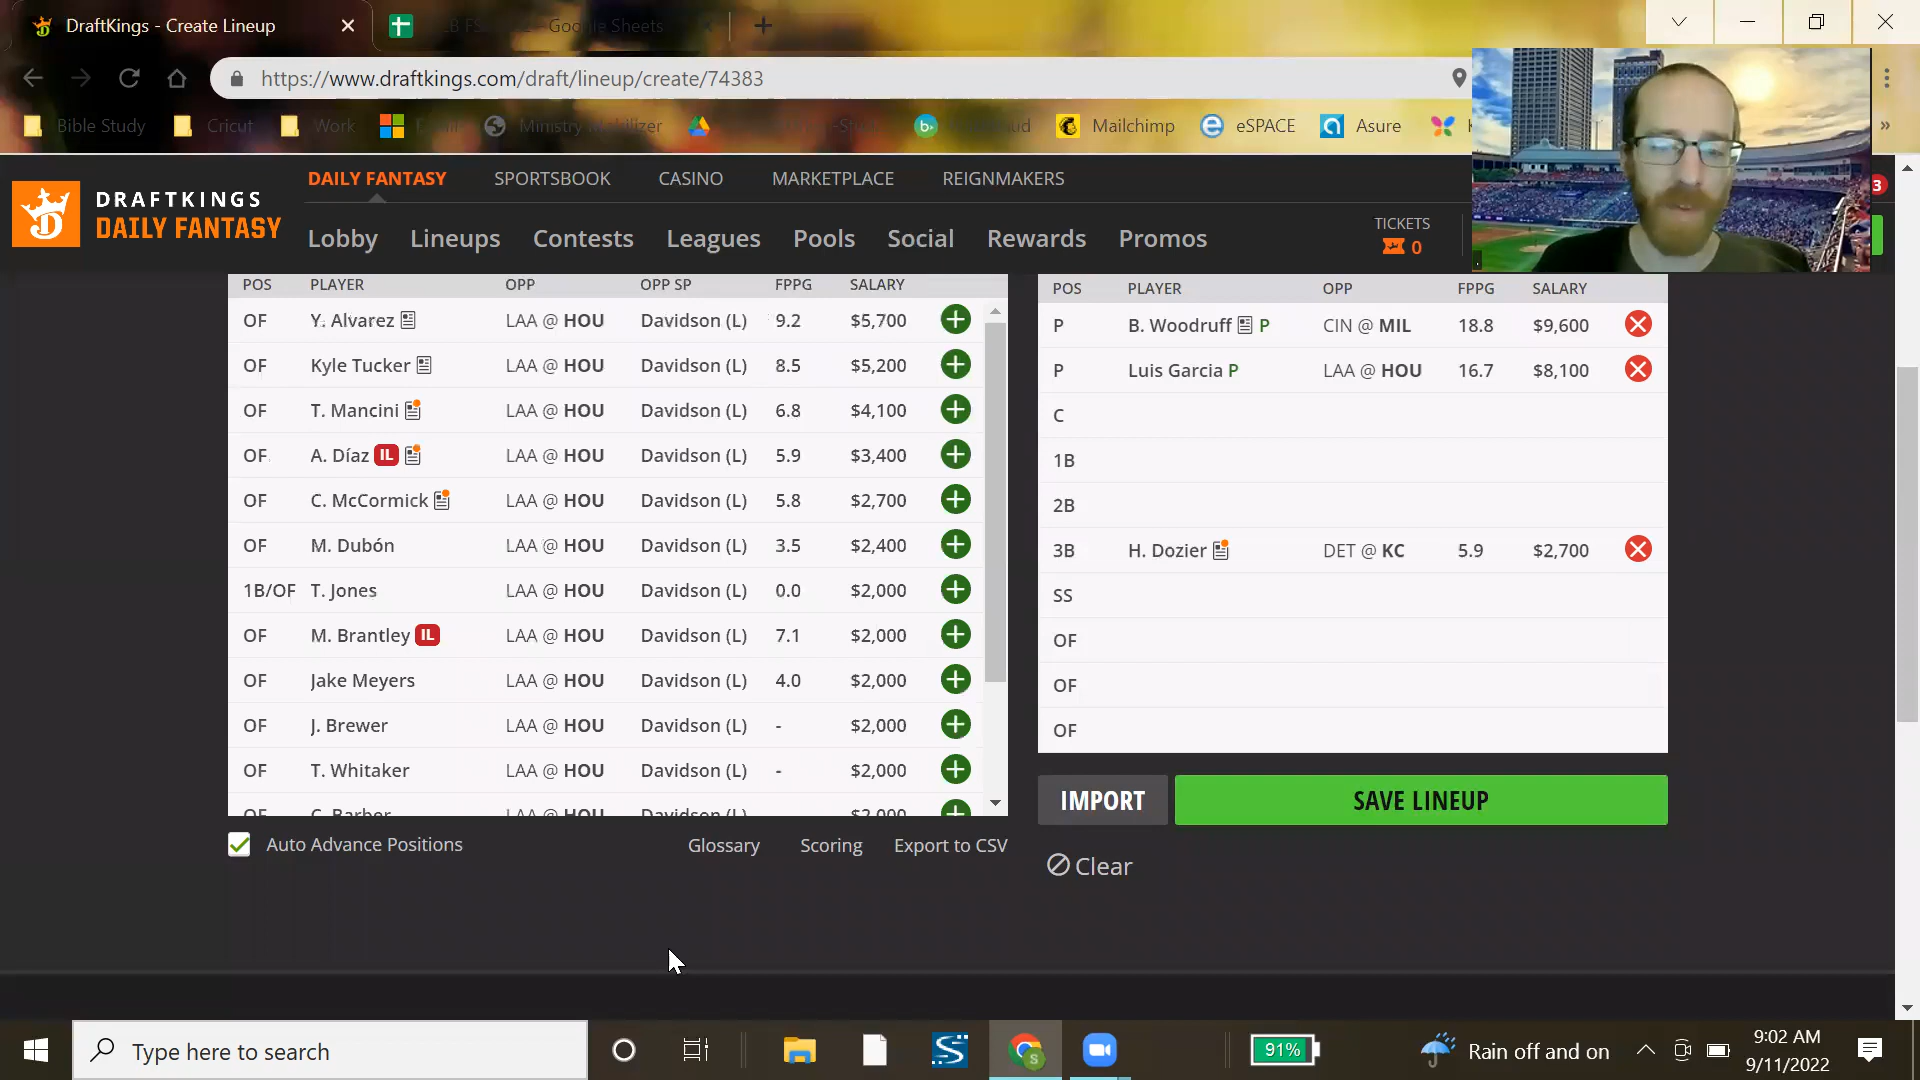 DraftKings - Create Lineup
https://www.draftkings.com/draft/lineup/create/74383
Bible Study Cricut Work Mailchimp eSPACE Asure
DRAFTKINGS
DAILY FANTASY
DAILY FANTASY SPORTSBOOK CASINO MARKETPLACE REIGNMAKERS
Lobby Lineups Contests Leagues Pools Social Rewards Promos
TICKETS
0
3
POS PLAYER OPP OPP SP FPPG SALARY
OF Y. Alvarez LAA @ HOU Davidson (L) 9.2 $5,700
OF Kyle Tucker LAA @ HOU Davidson (L) 8.5 $5,200
OF T. Mancini LAA @ HOU Davidson (L) 6.8 $4,100
OF A. Díaz IL LAA @ HOU Davidson (L) 5.9 $3,400
OF C. McCormick LAA @ HOU Davidson (L) 5.8 $2,700
OF M. Dubón LAA @ HOU Davidson (L) 3.5 $2,400
1B/OF T. Jones LAA @ HOU Davidson (L) 0.0 $2,000
OF M. Brantley IL LAA @ HOU Davidson (L) 7.1 $2,000
OF Jake Meyers LAA @ HOU Davidson (L) 4.0 $2,000
OF J. Brewer LAA @ HOU Davidson (L) - $2,000
OF T. Whitaker LAA @ HOU Davidson (L) - $2,000
OF C. Barber $2,000
Auto Advance Positions
Glossary Scoring Export to CSV
POS PLAYER OPP FPPG SALARY
P B. Woodruff P CIN @ MIL 18.8 $9,600
P Luis Garcia P LAA @ HOU 16.7 $8,100
C
1B
2B
3B H. Dozier DET @ KC 5.9 $2,700
SS
OF
OF
OF
IMPORT SAVE LINEUP
Clear
Type here to search
91%
Rain off and on
9:02 AM
9/11/2022